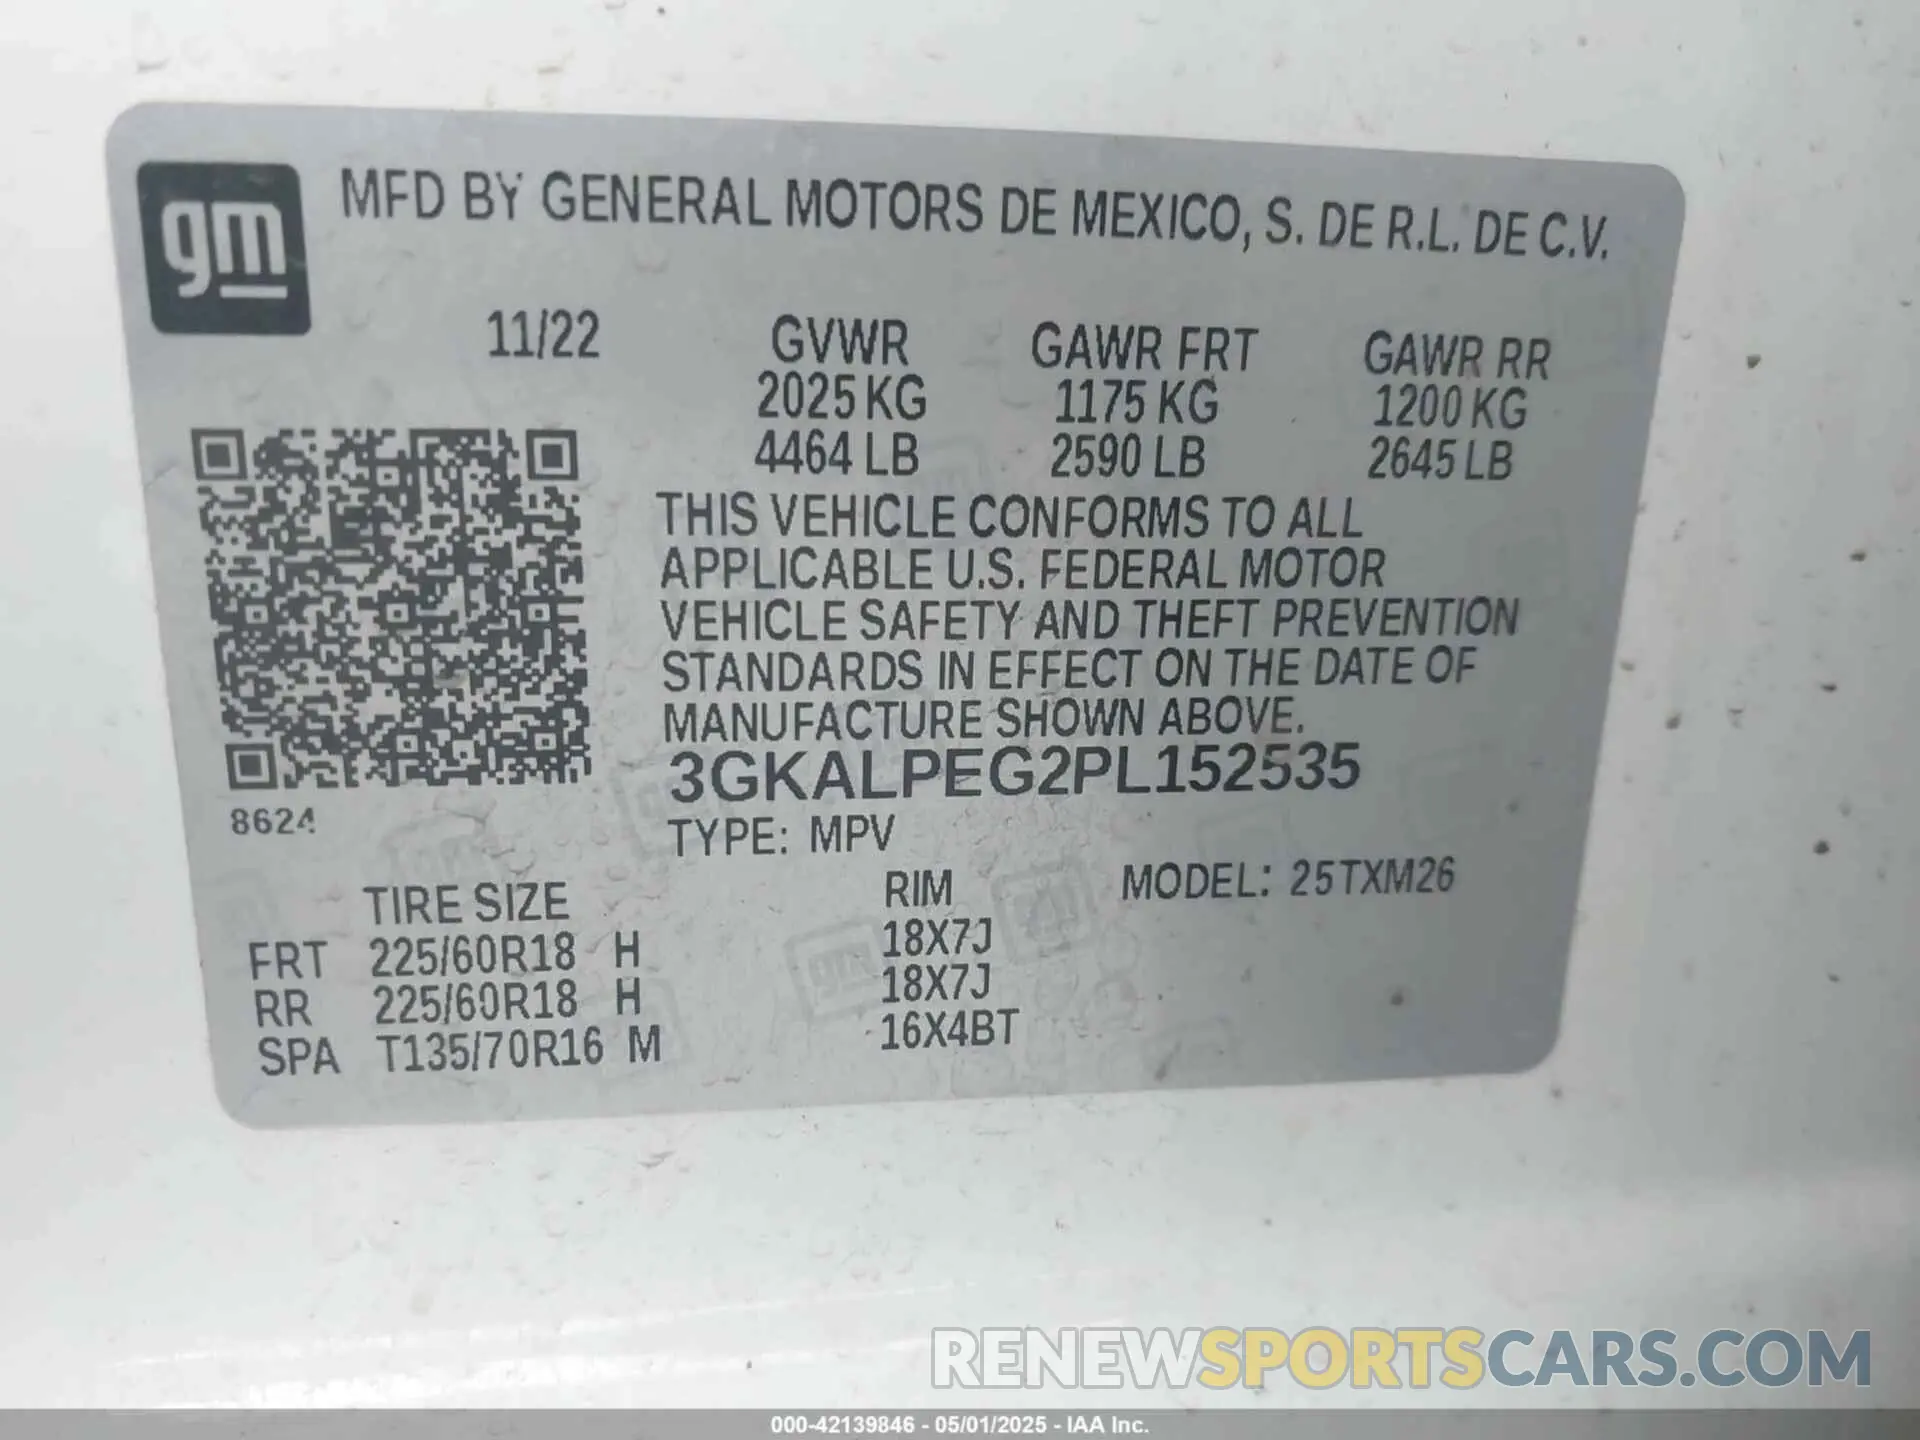 gm
MFD BY GENERAL MOTORS DE MEXICO, S. DE R.L. DE C.V.
11/22 GVWR GAWR FRT GAWR RR
2025 KG 1175 KG 1200 KG
4464 LB 2590 LB 2645 LB
THIS VEHICLE CONFORMS TO ALL
APPLICABLE U.S. FEDERAL MOTOR
VEHICLE SAFETY AND THEFT PREVENTION
STANDARDS IN EFFECT ON THE DATE OF
MANUFACTURE SHOWN ABOVE.
3GKALPEG2PL152535
8624
TYPE: MPV
TIRE SIZE RIM MODEL: 25TXM26
FRT 225/60R18 H 18X7J
RR 225/60R18 H 18X7J
SPA T135/70R16 M 16X4BT
RENEWSPORTSCARS.COM
000-42139846 - 05/01/2025 - IAA Inc.